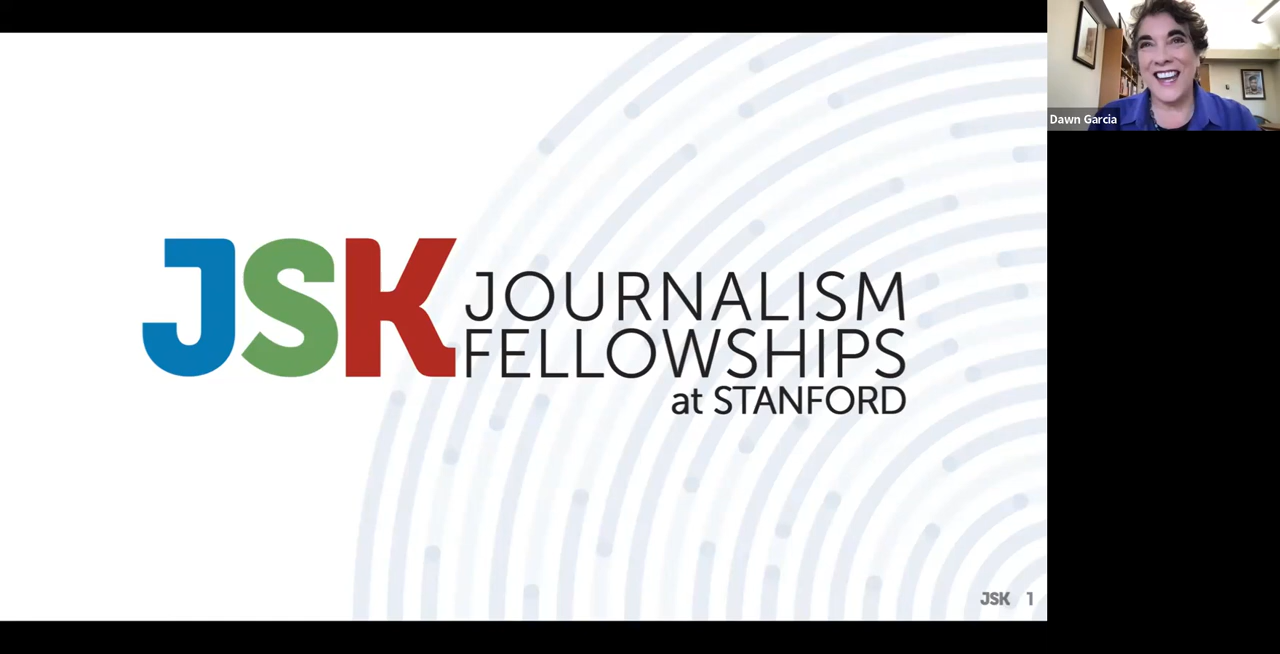 Dawn Garcia
JSK
JOURNALISM
FELLOWSHIPS
at STANFORD
JSK 1